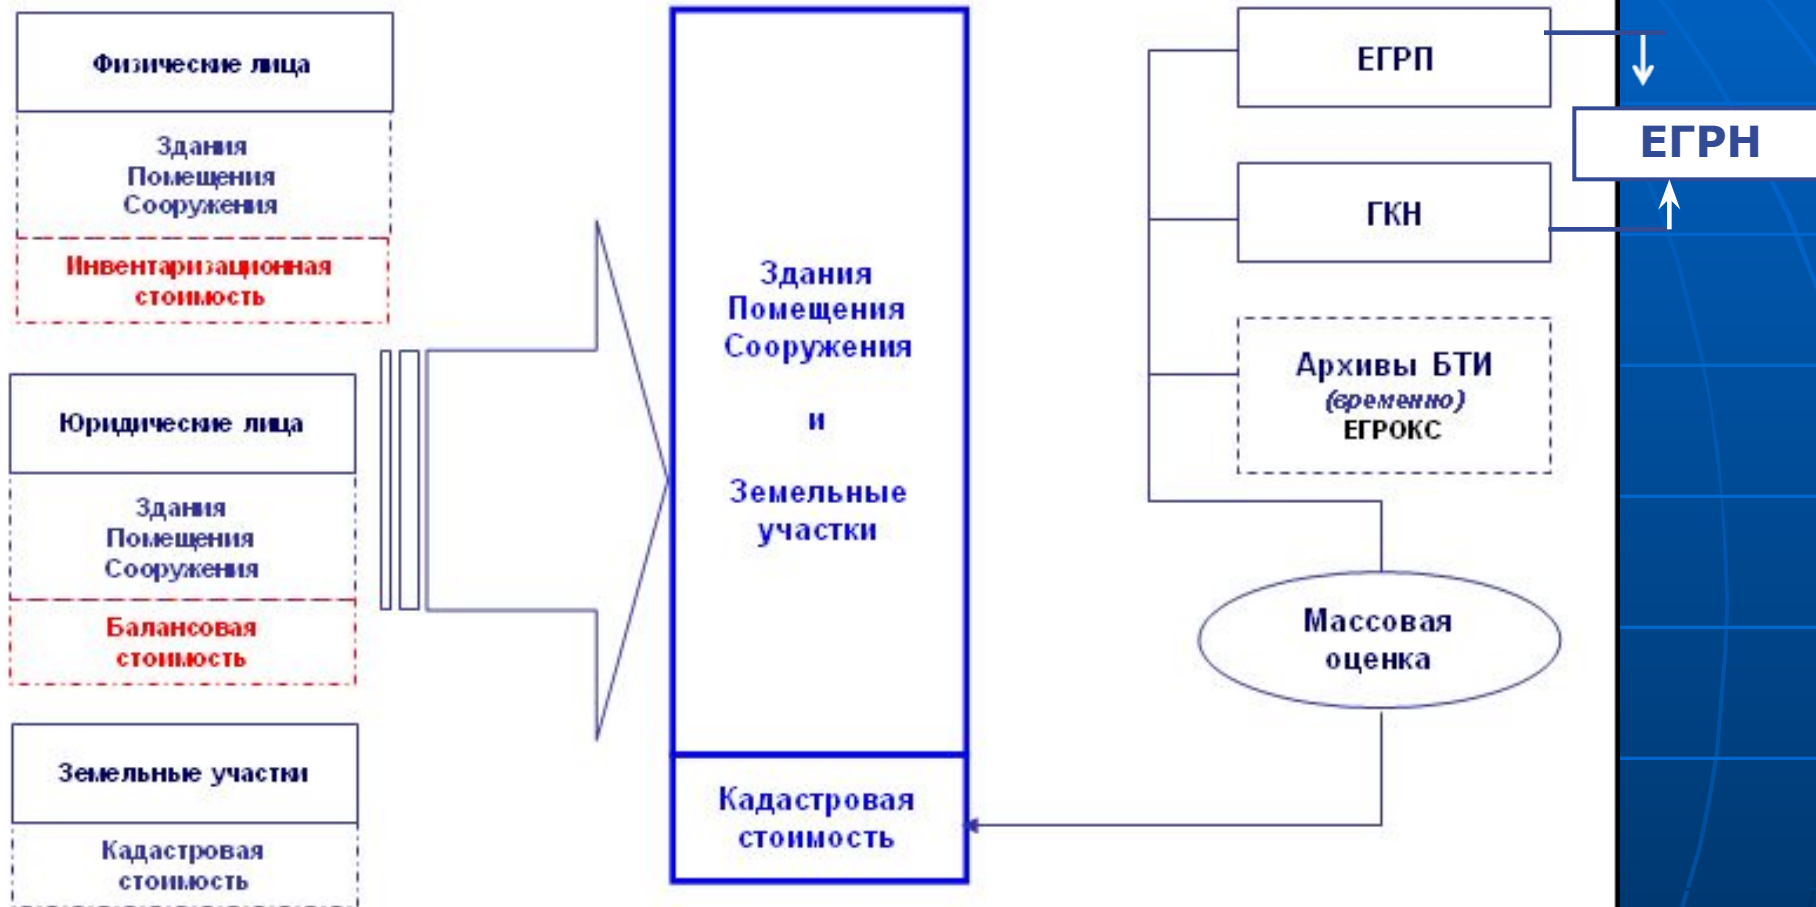 Физические лица
Здания
Помещения
Сооружения
Инвентаризационная
стоимость
Юридические лица
Здания
Помещения
Сооружения
Балансовая
стоимость
Земельные участки
Кадастровая
стоимость
Здания
Помещения
Сооружения
и
Земельные
участки
Кадастровая
стоимость
ЕГРП
ЕГРН
ГКН
Архивы БТИ
(временно)
ЕГРОКС
Массовая
оценка